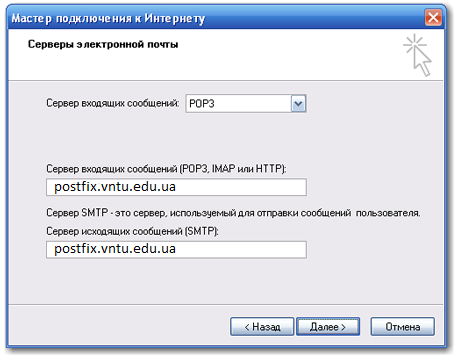 Мастер подключения к Интернету
Серверы электронной почты
Сервер входящих сообщений: POP3
Сервер входящих сообщений (POP3, IMAP или HTTP):
postfix.vntu.edu.ua
Сервер SMTP - это сервер, используемый для отправки сообщений пользователя.
Сервер исходящих сообщений (SMTP):
postfix.vntu.edu.ua
< Назад Далее > Отмена